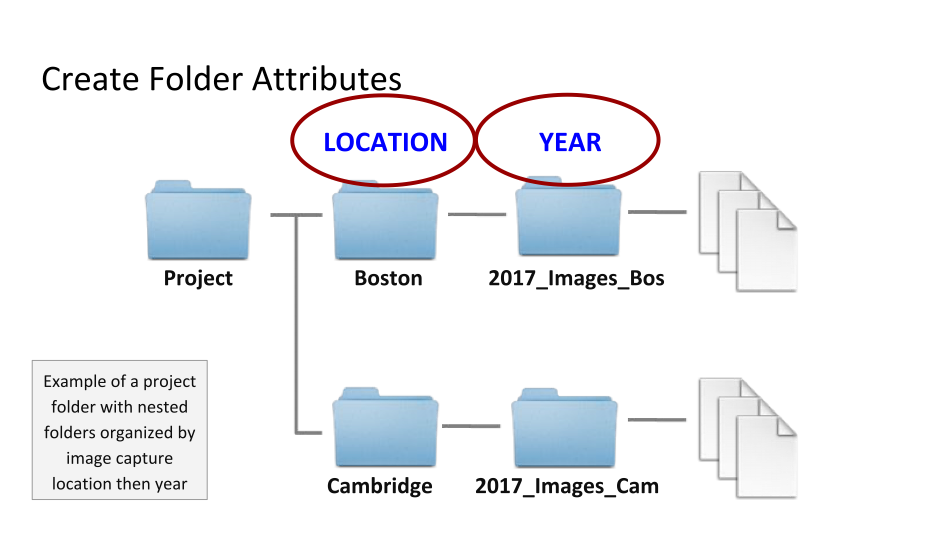 Create Folder Attributes
LOCATION
YEAR
Project
Boston
2017_Images_Bos
Example of a project
folder with nested
folders organized by
image capture
location then year
Cambridge
2017_Images_Cam